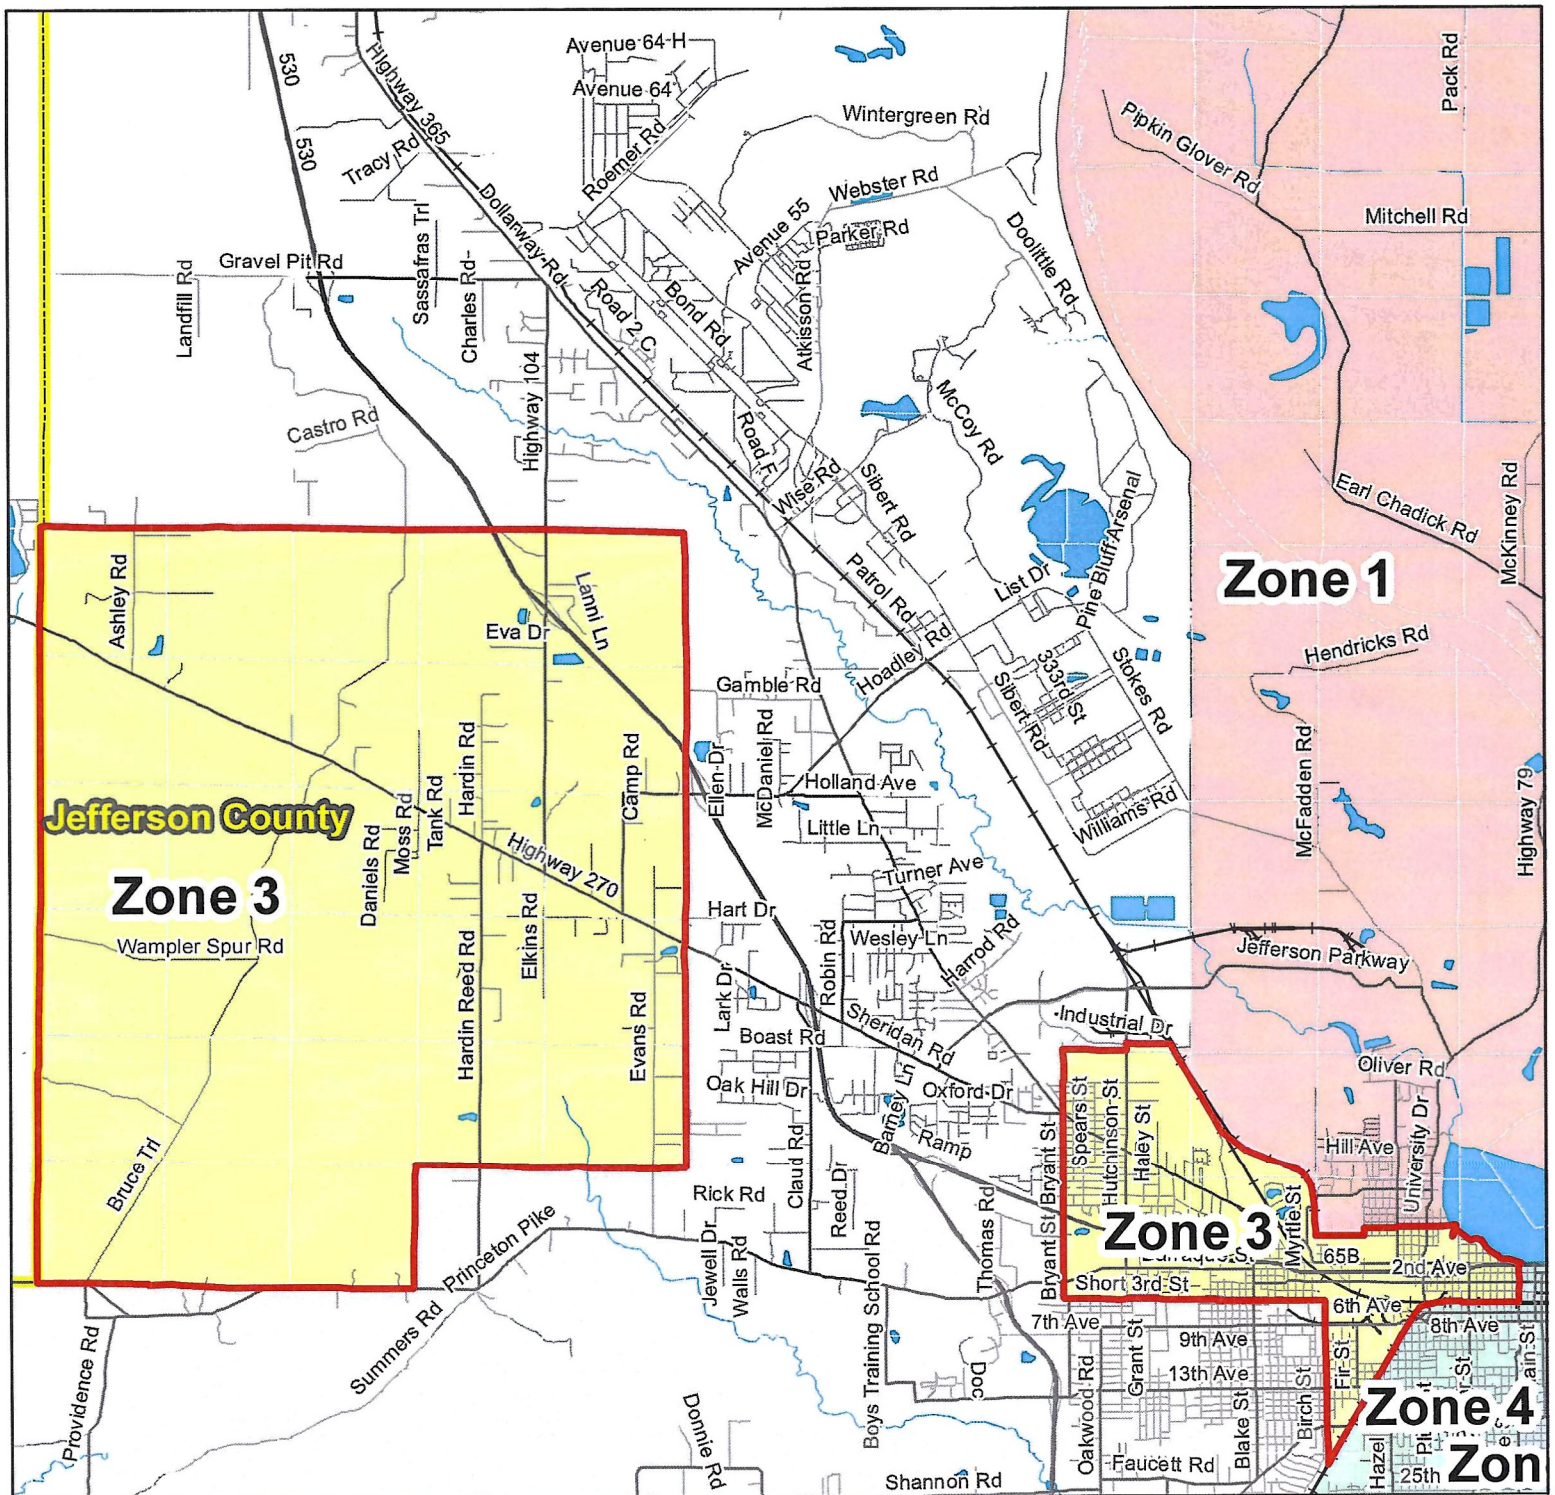 530
Highway 365
Avenue 64-H
Avenue 64
Pack Rd
Wintergreen Rd
Pipkin Glover Rd
530
Tracy Rd
Roemer Rd
Webster Rd
Dollarway Rd
Sassafras Trl
Avenue 55
Parker Rd
Doolittle Rd
Mitchell Rd
Gravel Pit Rd
Landfill Rd
Charles Rd
Road 2 C
Bond Rd
Atkisson Rd
Highway 104
McCoy Rd
Castro Rd
Road F
Wise Rd
Sibert Rd
Earl Chadick Rd
McKinney Rd
Pine Bluff Arsenal
Ashley Rd
Lanni Ln
Patrol Rd
List Dr
Zone 1
Eva Dr
Hoadley Rd
Hendricks Rd
Gamble Rd
Sibert Rd
333rd St
Stokes Rd
Hardin Rd
Camp Rd
Ellen Dr
McDaniel Rd
Holland Ave
McFadden Rd
Highway 79
Jefferson County
Daniels Rd
Moss Rd
Tank Rd
Little Ln
Williams Rd
Highway 270
Turner Ave
Zone 3
Hart Dr
Wampler Spur Rd
Elkins Rd
Robin Rd
Wesley Ln
Harrod Rd
Jefferson Parkway
Hardin Reed Rd
Lark Dr
Evans Rd
Boast Rd
Sheridan Rd
Industrial Dr
Oak Hill Dr
Barney Ln
Oxford Dr
Oliver Rd
Ramp
Bryant St
Spears St
Hutchinson St
Haley St
Hill Ave
University Dr
Bruce Trl
Claud Rd
Rick Rd
Reed Dr
Thomas Rd
Bryant St
Zone 3
Myrtle St
65B
2nd Ave
Princeton Pike
Jewell Dr
Walls Rd
Short 3rd St
Boys Training School Rd
6th Ave
7th Ave
8th Ave
Summers Rd
Providence Rd
Grant St
9th Ave
Fir St
13th Ave
Doc
Oakwood Rd
Blake St
Birch St
Zone 4
Donnie Rd
Faucett Rd
Hazel
25th
Zon
Shannon Rd